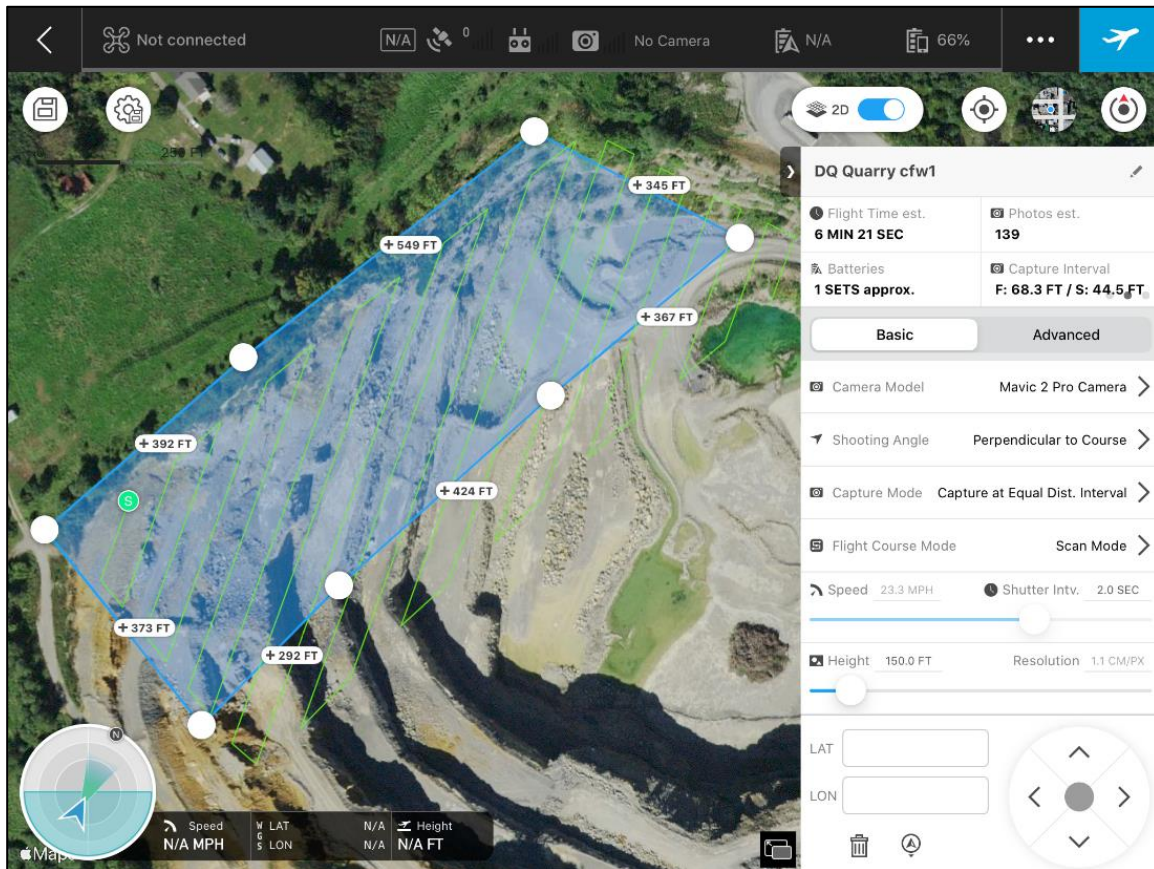 Not connected N/A 0 No Camera N/A 66%
2D
250 FT
DQ Quarry cfw1
Flight Time est. Photos est.
6 MIN 21 SEC 139
Batteries Capture Interval
1 SETS approx. F: 68.3 FT / S: 44.5 FT
Basic Advanced
Camera Model Mavic 2 Pro Camera
Shooting Angle Perpendicular to Course
Capture Mode Capture at Equal Dist. Interval
Flight Course Mode Scan Mode
Speed 23.3 MPH Shutter Intv. 2.0 SEC
Height 150.0 FT Resolution 1.1 CM/PX
LAT
LON
+ 345 FT
+ 549 FT
+ 367 FT
+ 392 FT
+ 424 FT
S
+ 373 FT
+ 292 FT
N
Speed WGS LAT N/A Height
N/A MPH LON N/A N/A FT
Maps